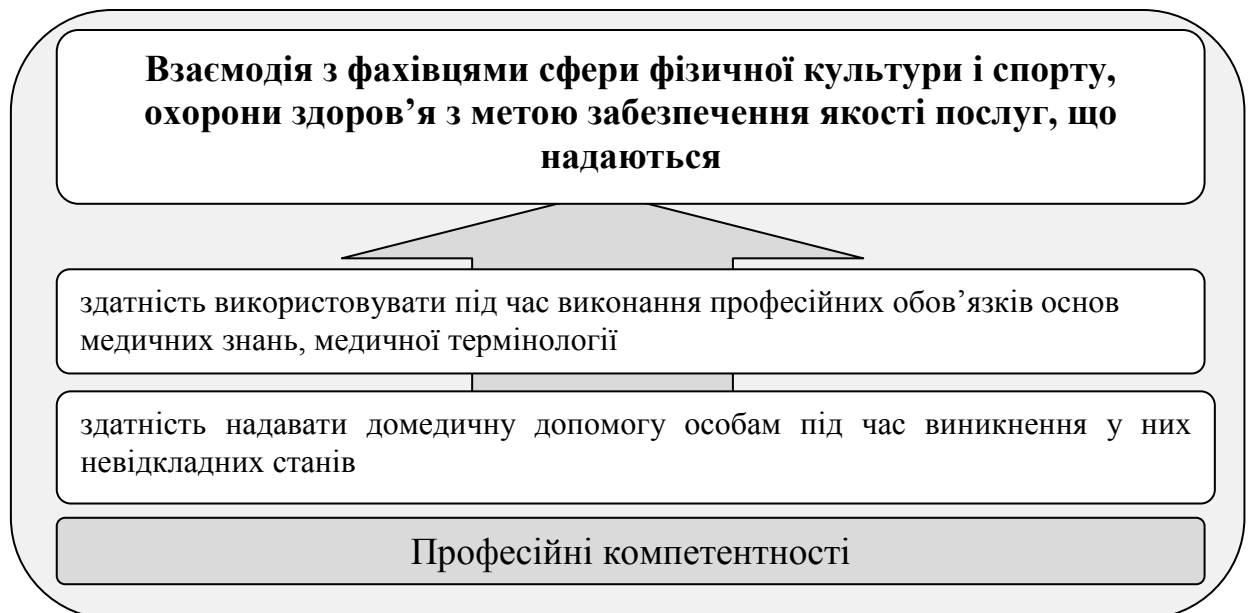 Взаємодія з фахівцями сфери фізичної культури і спорту,
охорони здоров’я з метою забезпечення якості послуг, що
надаються
здатність використовувати під час виконання професійних обов’язків основ
медичних знань, медичної термінології
здатність надавати домедичну допомогу особам під час виникнення у них
невідкладних станів
Професійні компетентності